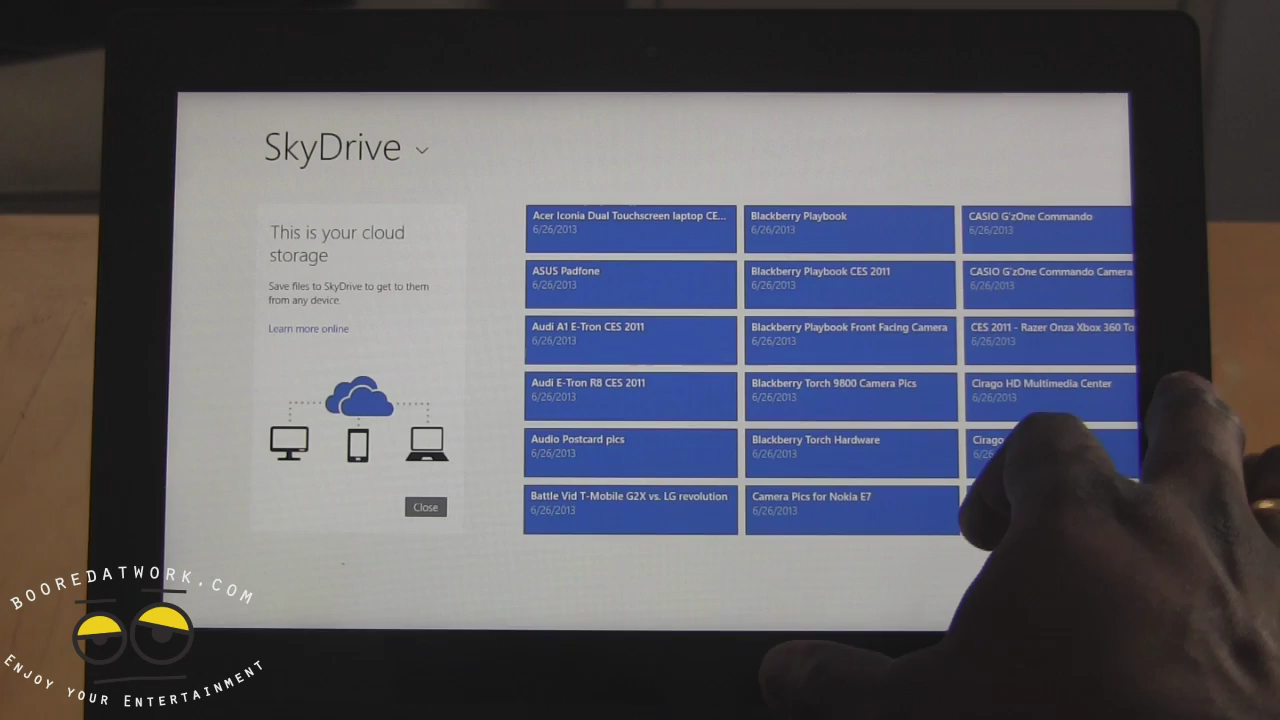 SkyDrive
This is your cloud
storage
Save files to SkyDrive to get to them
from any device.
Learn more online
Close
Acer Iconia Dual Touchscreen laptop CE...
6/26/2013
ASUS Padfone
6/26/2013
Audi A1 E-Tron CES 2011
6/26/2013
Audi E-Tron R8 CES 2011
6/26/2013
Audio Postcard pics
6/26/2013
Battle Vid T-Mobile G2X vs. LG revolution
6/26/2013
Blackberry Playbook
6/26/2013
Blackberry Playbook CES 2011
6/26/2013
Blackberry Playbook Front Facing Camera
6/26/2013
Blackberry Torch 9800 Camera Pics
6/26/2013
Blackberry Torch Hardware
6/26/2013
Camera Pics for Nokia E7
6/26/2013
CASIO G'zOne Commando
6/26/2013
CASIO G'zOne Commando Camera
6/26/2013
CES 2011 - Razer Onza Xbox 360 To
6/26/2013
Cirago HD Multimedia Center
6/26/2013
Cirago
6/26
BOOREDATWORK.COM
ENJOY YOUR ENTERTAINMENT